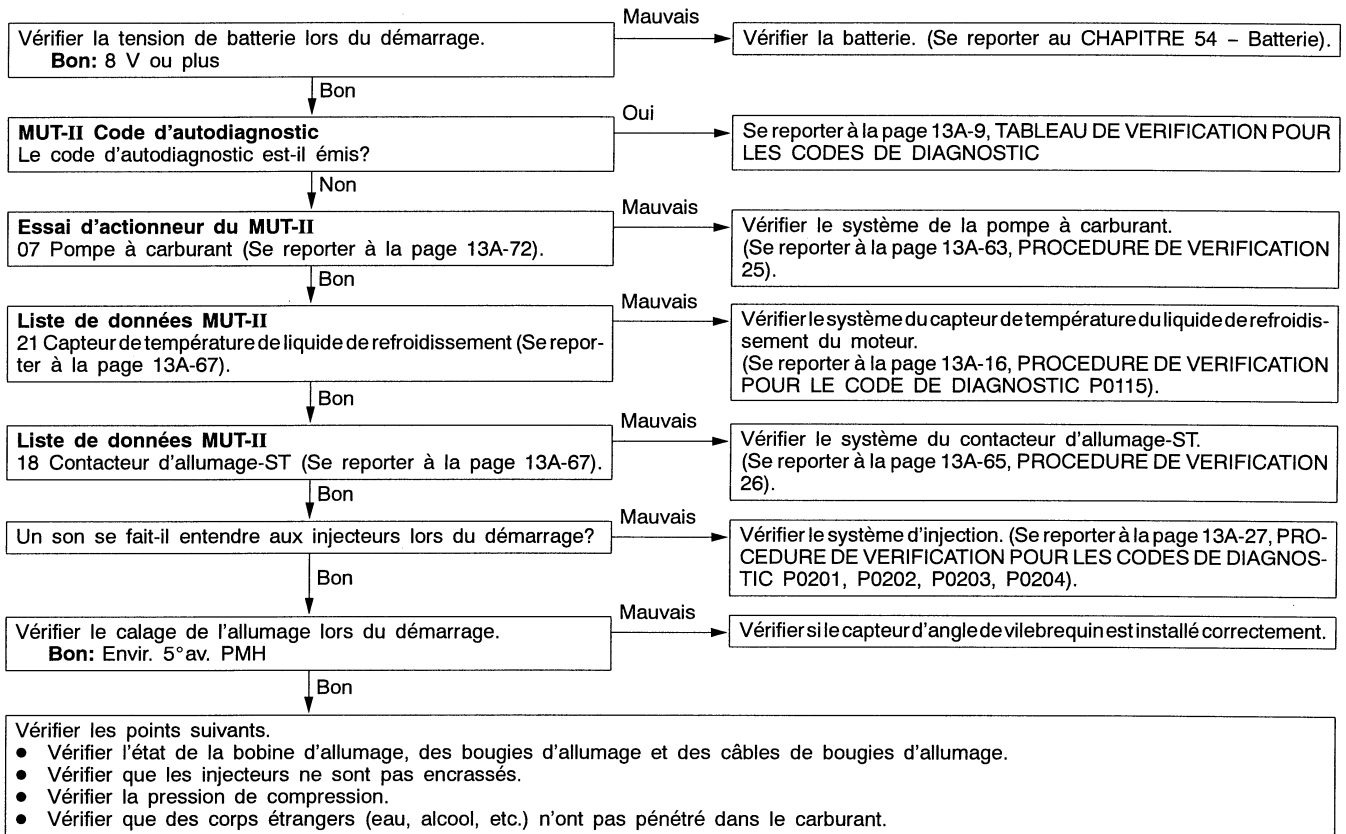 Vérifier la tension de batterie lors du démarrage.
Bon: 8 V ou plus
Mauvais
Vérifier la batterie. (Se reporter au CHAPITRE 54 – Batterie).
Bon
MUT-II Code d'autodiagnostic
Le code d'autodiagnostic est-il émis?
Oui
Se reporter à la page 13A-9, TABLEAU DE VERIFICATION POUR
LES CODES DE DIAGNOSTIC
Non
Essai d'actionneur du MUT-II
07 Pompe à carburant (Se reporter à la page 13A-72).
Mauvais
Vérifier le système de la pompe à carburant.
(Se reporter à la page 13A-63, PROCEDURE DE VERIFICATION
25).
Bon
Liste de données MUT-II
21 Capteur de température de liquide de refroidissement (Se repor-
ter à la page 13A-67).
Mauvais
Vérifier le système du capteur de température du liquide de refroidis-
sement du moteur.
(Se reporter à la page 13A-16, PROCEDURE DE VERIFICATION
POUR LE CODE DE DIAGNOSTIC P0115).
Bon
Liste de données MUT-II
18 Contacteur d'allumage-ST (Se reporter à la page 13A-67).
Mauvais
Vérifier le système du contacteur d'allumage-ST.
(Se reporter à la page 13A-65, PROCEDURE DE VERIFICATION
26).
Bon
Un son se fait-il entendre aux injecteurs lors du démarrage?
Mauvais
Vérifier le système d'injection. (Se reporter à la page 13A-27, PRO-
CEDURE DE VERIFICATION POUR LES CODES DE DIAGNOS-
TIC P0201, P0202, P0203, P0204).
Bon
Vérifier le calage de l'allumage lors du démarrage.
Bon: Envir. 5°av. PMH
Mauvais
Vérifier si le capteur d'angle de vilebrequin est installé correctement.
Bon
Vérifier les points suivants.
● Vérifier l'état de la bobine d'allumage, des bougies d'allumage et des câbles de bougies d'allumage.
● Vérifier que les injecteurs ne sont pas encrassés.
● Vérifier la pression de compression.
● Vérifier que des corps étrangers (eau, alcool, etc.) n'ont pas pénétré dans le carburant.